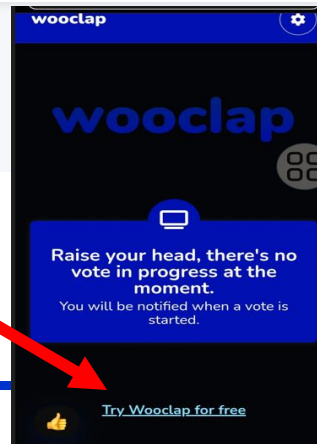 wooclap
wooclap
Raise your head, there's no
vote in progress at the
moment.
You will be notified when a vote is
started.
Try Wooclap for free